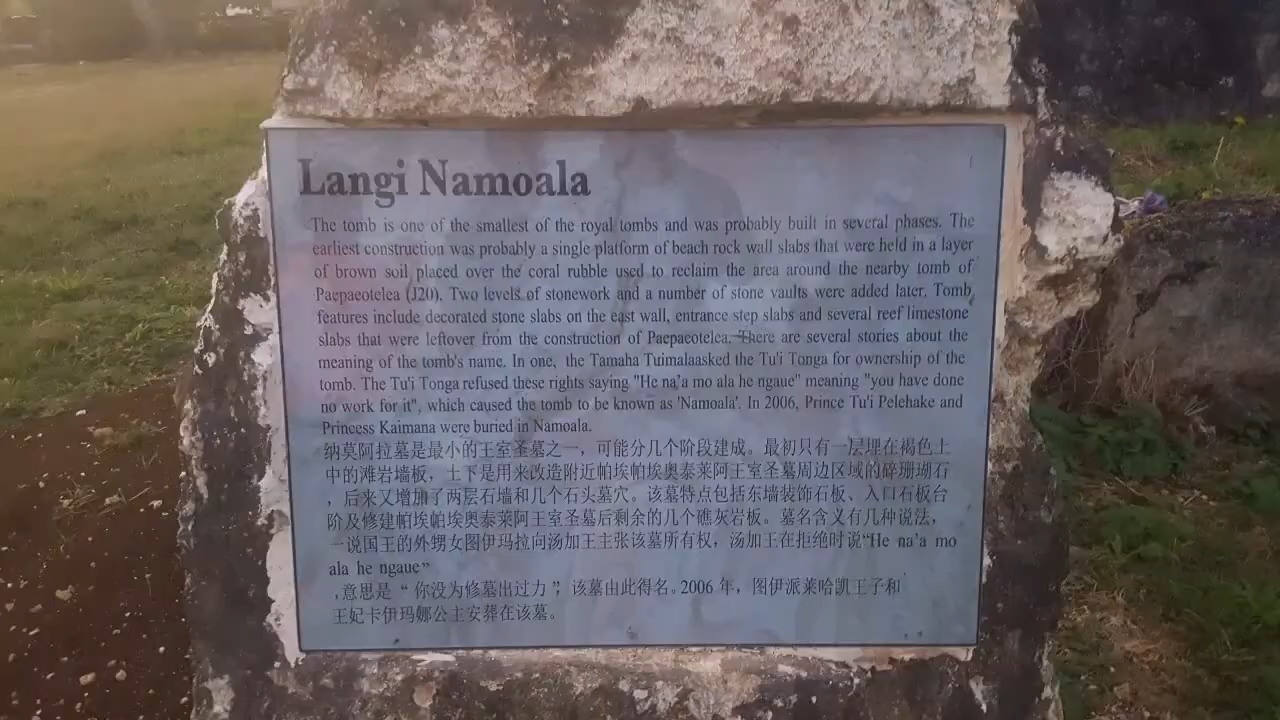 Langi Namoala
The tomb is one of the smallest of the royal tombs and was probably built in several phases. The
earliest construction was probably a single platform of beach rock wall slabs that were held in a layer
of brown soil placed over the coral rubble used to reclaim the area around the nearby tomb of
Paepaeotelea (J20). Two levels of stonework and a number of stone vaults were added later. Tomb
features include decorated stone slabs on the east wall, entrance step slabs and several reef limestone
slabs that were leftover from the construction of Paepaeotelea. There are several stories about the
meaning of the tomb's name. In one, the Tamaha Tuimalaasked the Tu'i Tonga for ownership of the
tomb. The Tu'i Tonga refused these rights saying "He na'a mo ala he ngaue" meaning "you have done
no work for it", which caused the tomb to be known as 'Namoala'. In 2006, Prince Tu'i Pelehake and
Princess Kaimana were buried in Namoala.
纳莫阿拉墓是最小的王室圣墓之一，可能分几个阶段建成。最初只有一层埋在褐色土
中的滩岩墙板，土下是用来改造附近帕埃帕埃奥泰莱阿王室圣墓周边区域的碎珊瑚石
，后来又增加了两层石墙和几个石头墓穴。该墓特点包括东墙装饰石板、入口石板台
阶及修建帕埃帕埃奥泰莱阿王室圣墓后剩余的几个礁灰岩板。墓名含义有几种说法，
一说国王的外甥女图伊玛拉向汤加王主张该墓所有权，汤加王在拒绝时说“He na’a mo
ala he ngaue”
，意思是“你没为修墓出过力”；该墓由此得名。2006 年，图伊派莱哈凯王子和
王妃卡伊玛娜公主安葬在该墓。